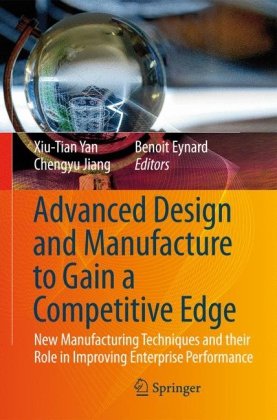 Xiu-Tian Yan
Chengyu Jiang
Benoit Eynard
Editors
Advanced Design
and Manufacture
to Gain a
Competitive Edge
New Manufacturing Techniques and their
Role in Improving Enterprise Performance
Springer